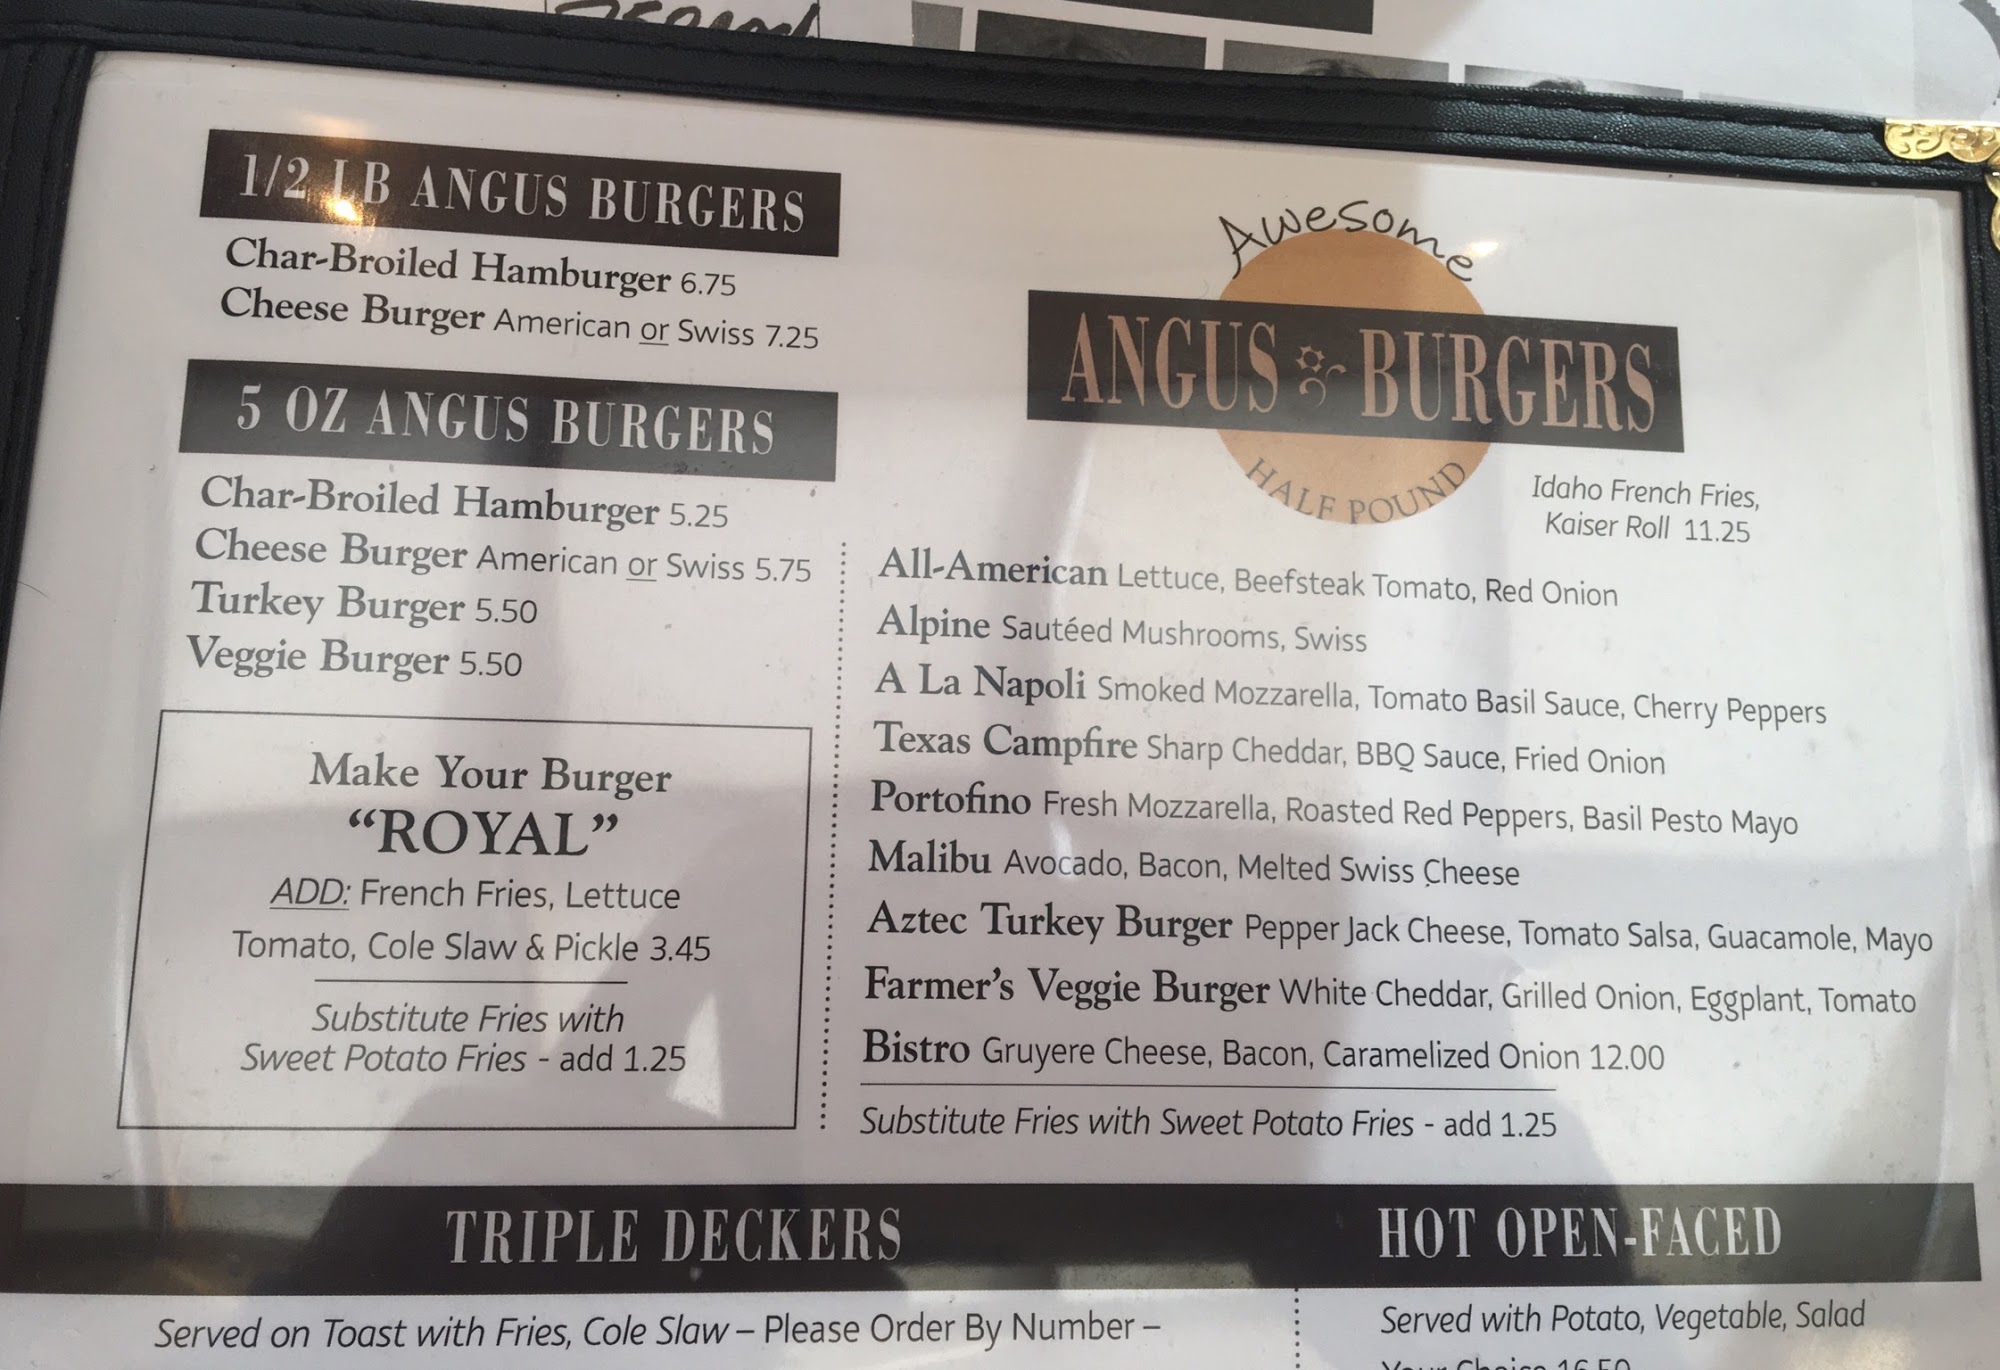 1/2 LB ANGUS BURGERS
Char-Broiled Hamburger 6.75
Cheese Burger American or Swiss 7.25
5 OZ ANGUS BURGERS
Char-Broiled Hamburger 5.25
Cheese Burger American or Swiss 5.75
Turkey Burger 5.50
Veggie Burger 5.50
Make Your Burger
“ROYAL”
ADD: French Fries, Lettuce
Tomato, Cole Slaw & Pickle 3.45
Substitute Fries with
Sweet Potato Fries - add 1.25
Awesome
ANGUS BURGERS
HALF POUND
Idaho French Fries,
Kaiser Roll 11.25
All-American Lettuce, Beefsteak Tomato, Red Onion
Alpine Sautéed Mushrooms, Swiss
A La Napoli Smoked Mozzarella, Tomato Basil Sauce, Cherry Peppers
Texas Campfire Sharp Cheddar, BBQ Sauce, Fried Onion
Portofino Fresh Mozzarella, Roasted Red Peppers, Basil Pesto Mayo
Malibu Avocado, Bacon, Melted Swiss Cheese
Aztec Turkey Burger Pepper Jack Cheese, Tomato Salsa, Guacamole, Mayo
Farmer’s Veggie Burger White Cheddar, Grilled Onion, Eggplant, Tomato
Bistro Gruyere Cheese, Bacon, Caramelized Onion 12.00
Substitute Fries with Sweet Potato Fries - add 1.25
TRIPLE DECKERS
Served on Toast with Fries, Cole Slaw – Please Order By Number –
HOT OPEN-FACED
Served with Potato, Vegetable, Salad
Your Choice 16.50